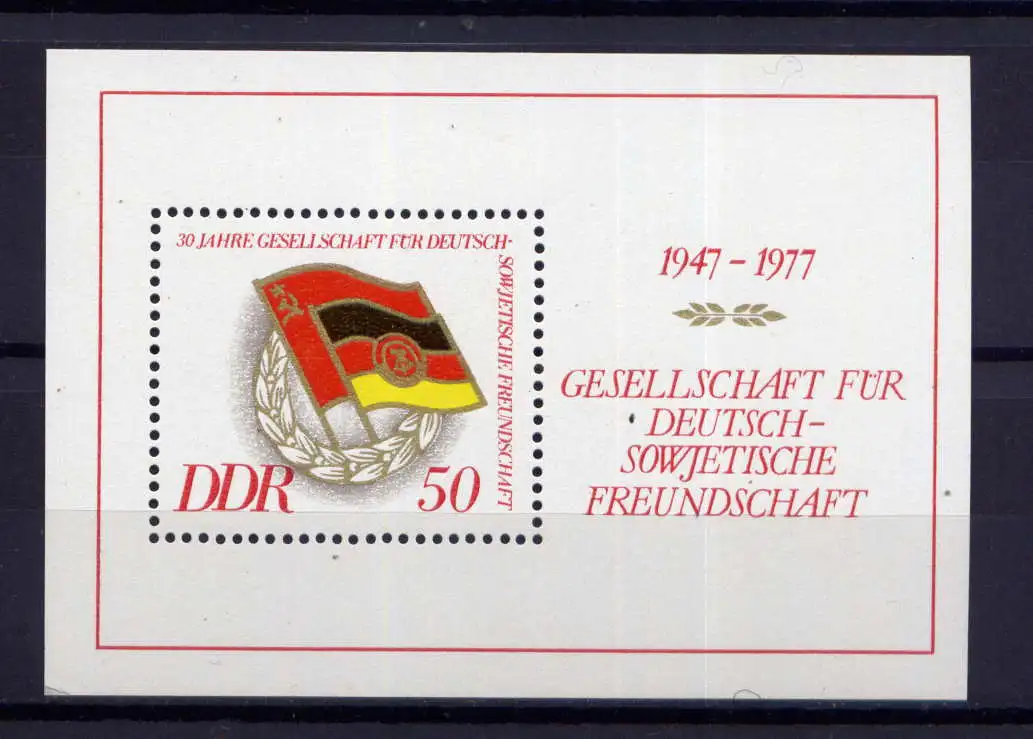 30 JAHRE GESELLSCHAFT FÜR DEUTSCH-
SOWJETISCHE FREUNDSCHAFT
DDR
50
1947 – 1977
GESELLSCHAFT FÜR
DEUTSCH-
SOWJETISCHE
FREUNDSCHAFT